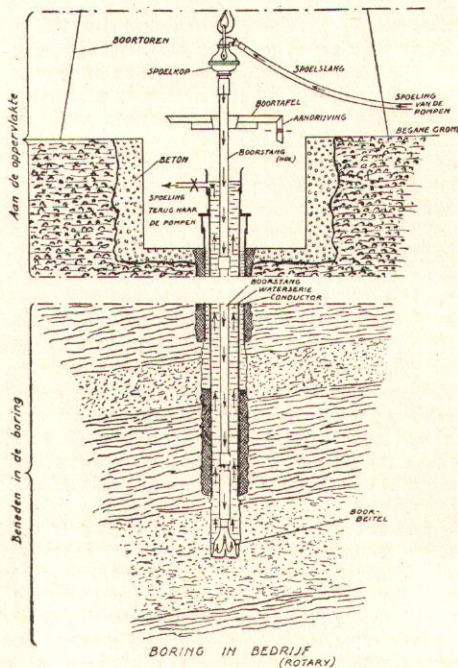 BOORTOREN
SPOELKOP
SPOELSLANG
SPOELING
VAN DE
POMPEN
BOORTAFEL
AANDRIJVING
BEGANE GROND
BETON
BOORSTANG
(HOL)
SPOELING
TERUG NAAR
DE POMPEN
Aan de oppervlakte
BOORSTANG
WATERSERIE
CONDUCTOR
Beneden in de boring
BOOR-
BEITEL
BORING IN BEDRIJF
(ROTARY)